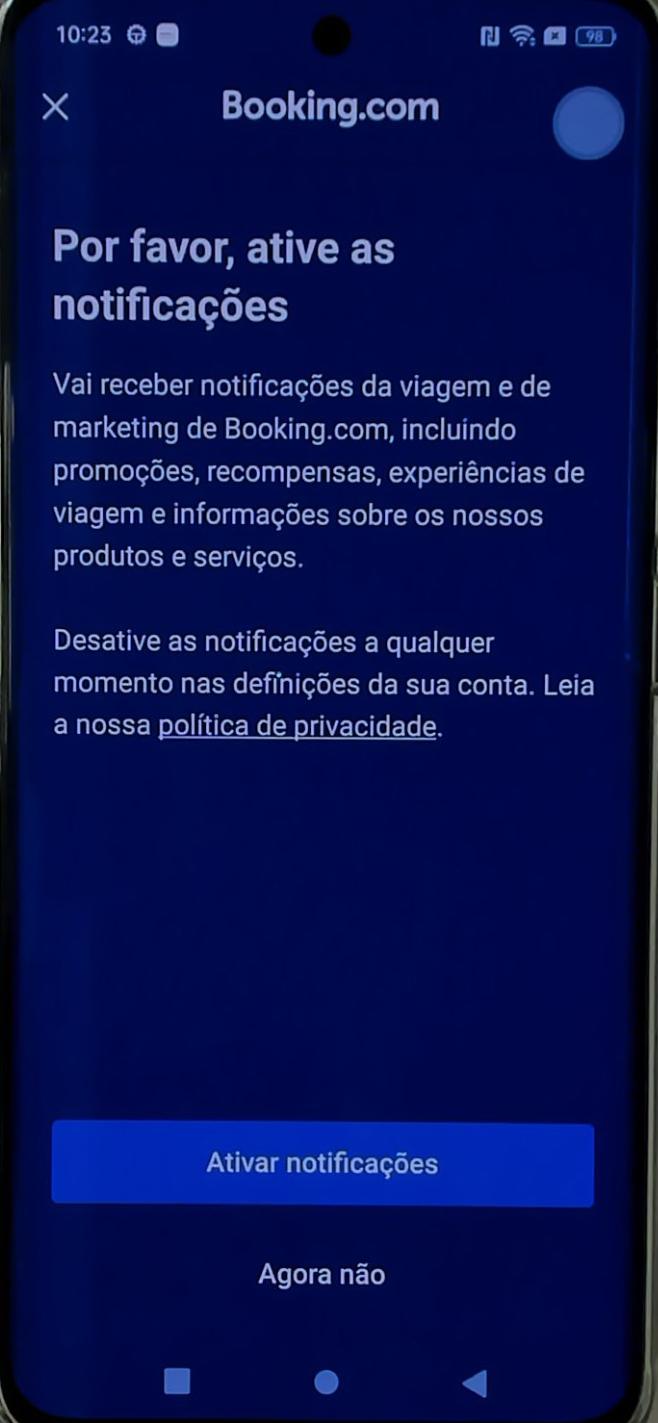 10:23
98
Booking.com
Por favor, ative as
notificações
Vai receber notificações da viagem e de
marketing de Booking.com, incluindo
promoções, recompensas, experiências de
viagem e informações sobre os nossos
produtos e serviços.
Desative as notificações a qualquer
momento nas definições da sua conta. Leia
a nossa política de privacidade.
Ativar notificações
Agora não